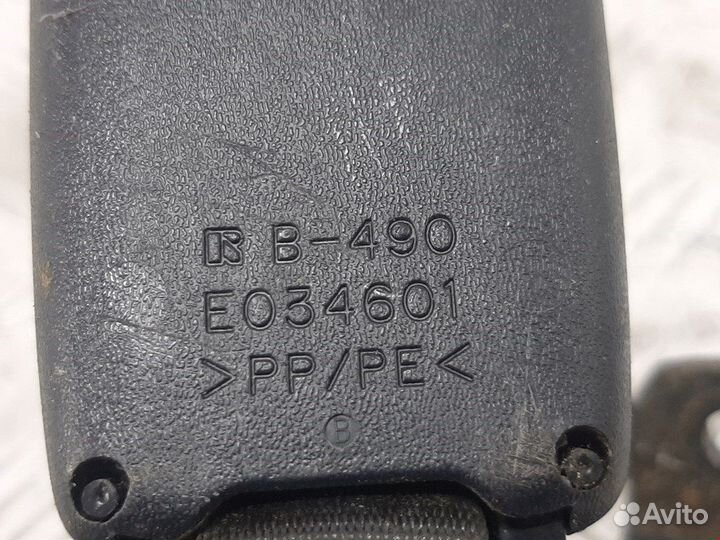 R B-490
E034601
>PP/PE<
B
Avito